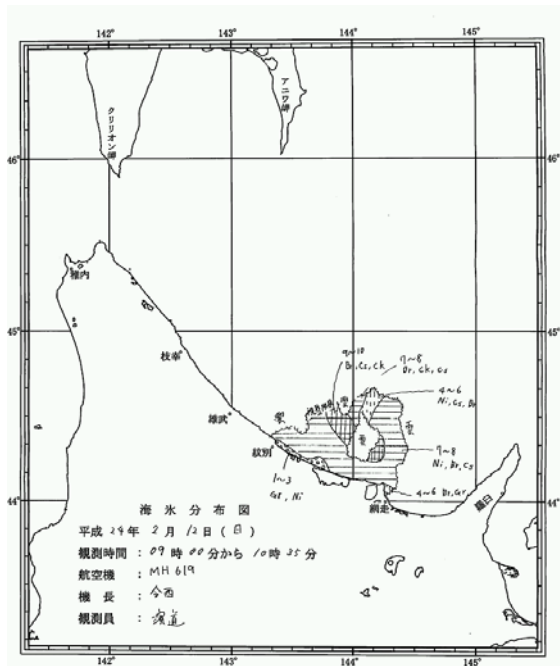 142° 143° 144° 145°
クリリオン岬
アニワ岬
46° 46°
稚内
45° 45°
枝幸
9~10
Br, Cs, Ck
7~8
Br, Ck, Cs
4~6
Ni, Cs, Br
雄武
雲
雲
雲
紋別
7~8
Ni, Br, Cs
1~3
Gr, Ni
44° 44°
4~6 Br, Gr
網走
羅臼
海氷分布図
平成24年2月12日(日)
観測時間:09時00分から10時35分
航空機:MH619
機長:今西
観測員:
142° 143° 144° 145°